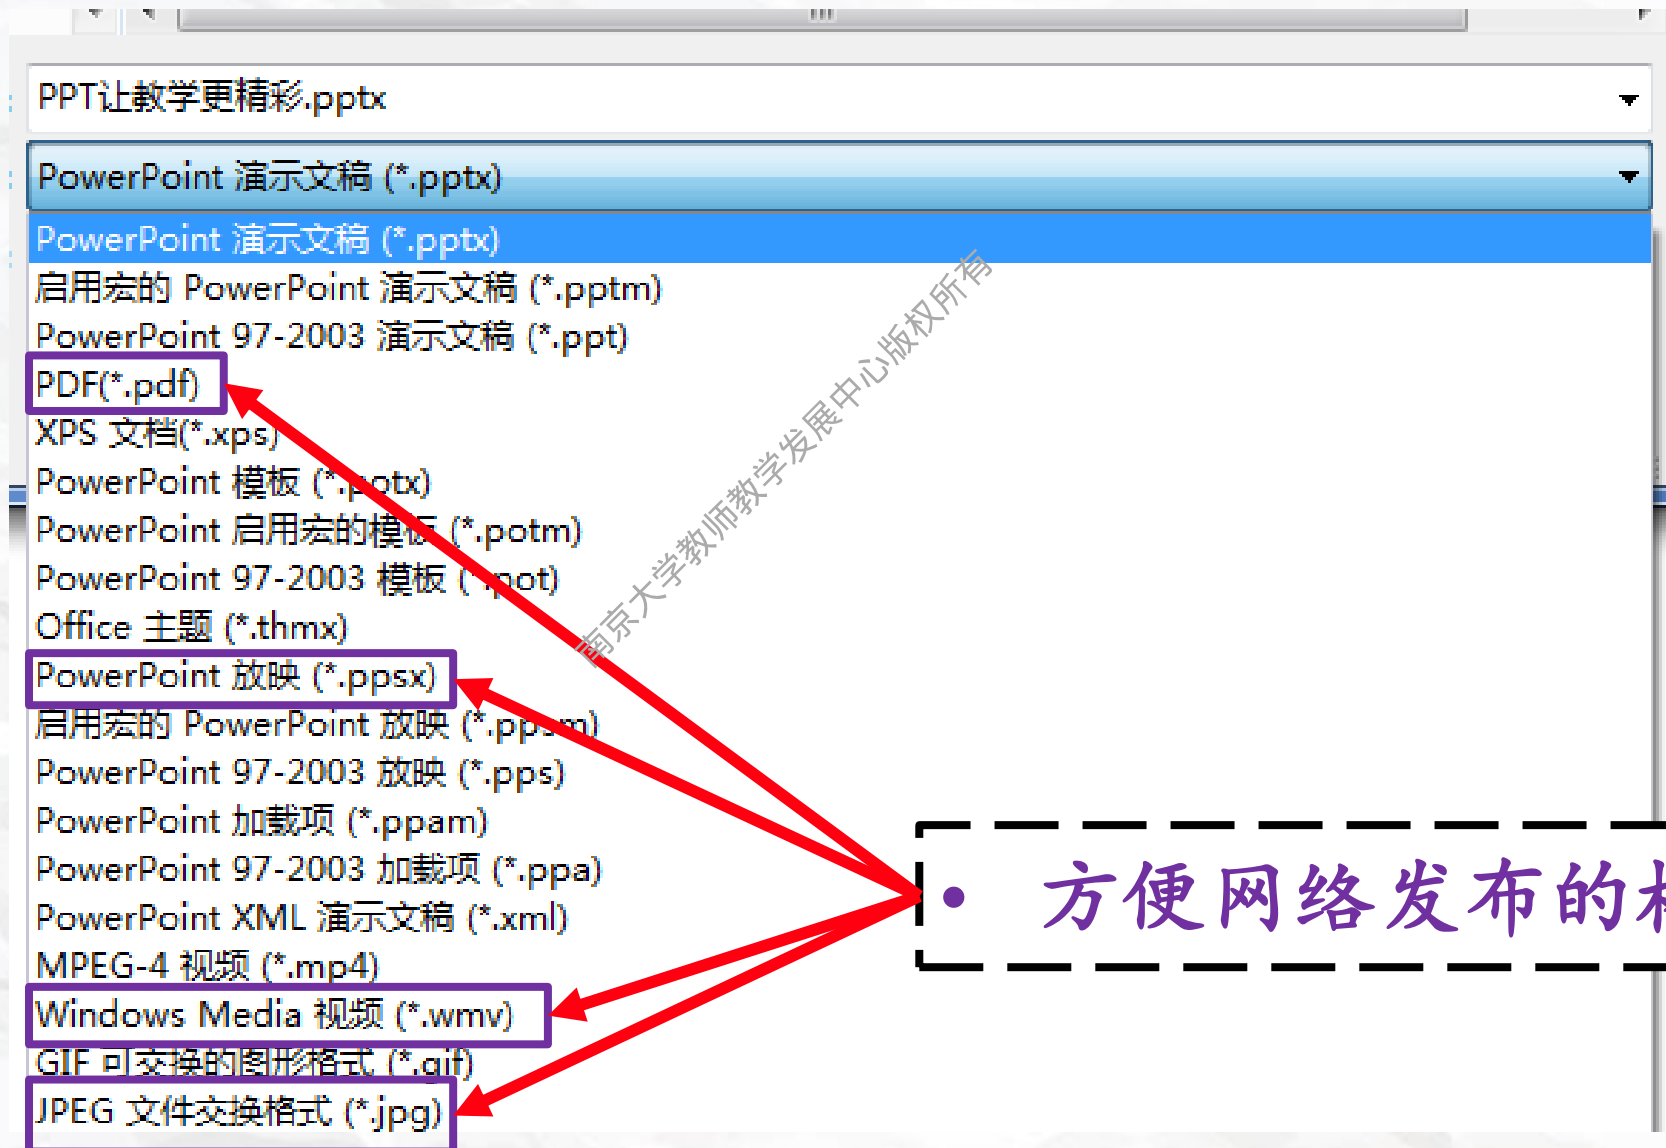 PPT让教学更精彩.pptx
PowerPoint 演示文稿 (*.pptx)
PowerPoint 演示文稿 (*.pptx)
启用宏的 PowerPoint 演示文稿 (*.pptm)
PowerPoint 97-2003 演示文稿 (*.ppt)
PDF(*.pdf)
XPS 文档(*.xps)
PowerPoint 模板 (*.potx)
PowerPoint 启用宏的模板 (*.potm)
PowerPoint 97-2003 模板 (*.pot)
Office 主题 (*.thmx)
PowerPoint 放映 (*.ppsx)
启用宏的 PowerPoint 放映 (*.ppsm)
PowerPoint 97-2003 放映 (*.pps)
PowerPoint 加载项 (*.ppam)
PowerPoint 97-2003 加载项 (*.ppa)
PowerPoint XML 演示文稿 (*.xml)
MPEG-4 视频 (*.mp4)
Windows Media 视频 (*.wmv)
GIF 可交换的图形格式 (*.gif)
JPEG 文件交换格式 (*.jpg)
• 方便网络发布的
南京大学教师教学发展中心版权所有